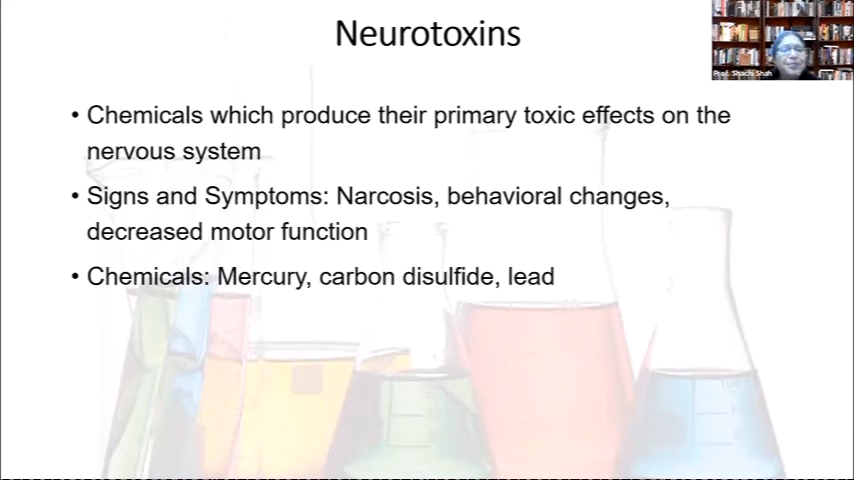 Neurotoxins
Prof. Shachi Shah
• Chemicals which produce their primary toxic effects on the
nervous system
• Signs and Symptoms: Narcosis, behavioral changes,
decreased motor function
• Chemicals: Mercury, carbon disulfide, lead